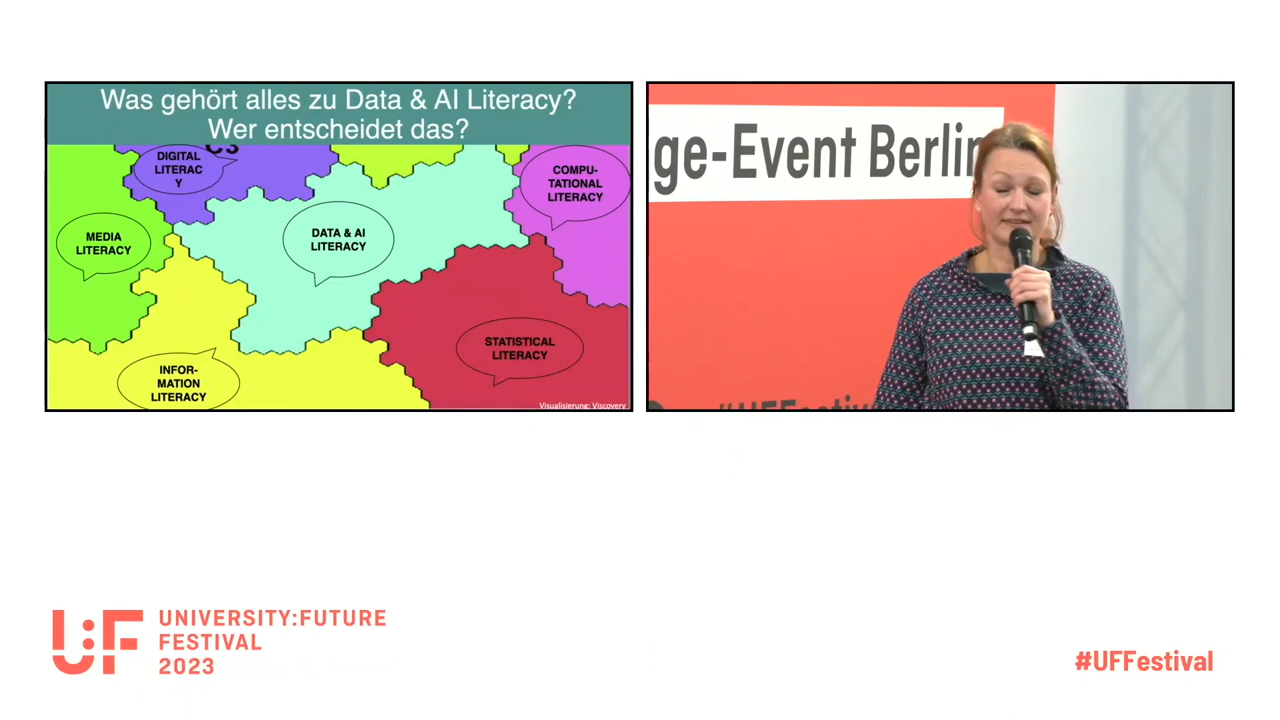 Was gehört alles zu Data & AI Literacy?
Wer entscheidet das?
DIGITAL
LITERAC
Y
COMPU-
TATIONAL
LITERACY
MEDIA
LITERACY
DATA & AI
LITERACY
STATISTICAL
LITERACY
INFOR-
MATION
LITERACY
Visualisierung: Viscovery
ge-Event Berlin
#UFFestiv
U:F
UNIVERSITY:FUTURE
FESTIVAL
2023
#UFFestival